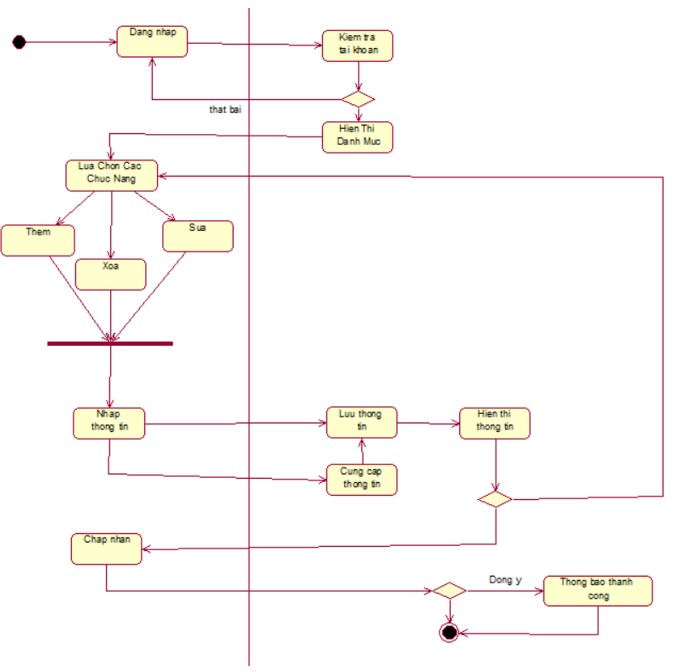 Dang nhap
Kiem tra
tai khoan
that bai
Hien Thi
Danh Muc
Lua Chon Cac
Chuc Nang
Them
Xoa
Sua
Nhap
thong tin
Luu thong
tin
Hien thi
thong tin
Cung cap
thong tin
Chap nhan
Dong y
Thong bao thanh
cong